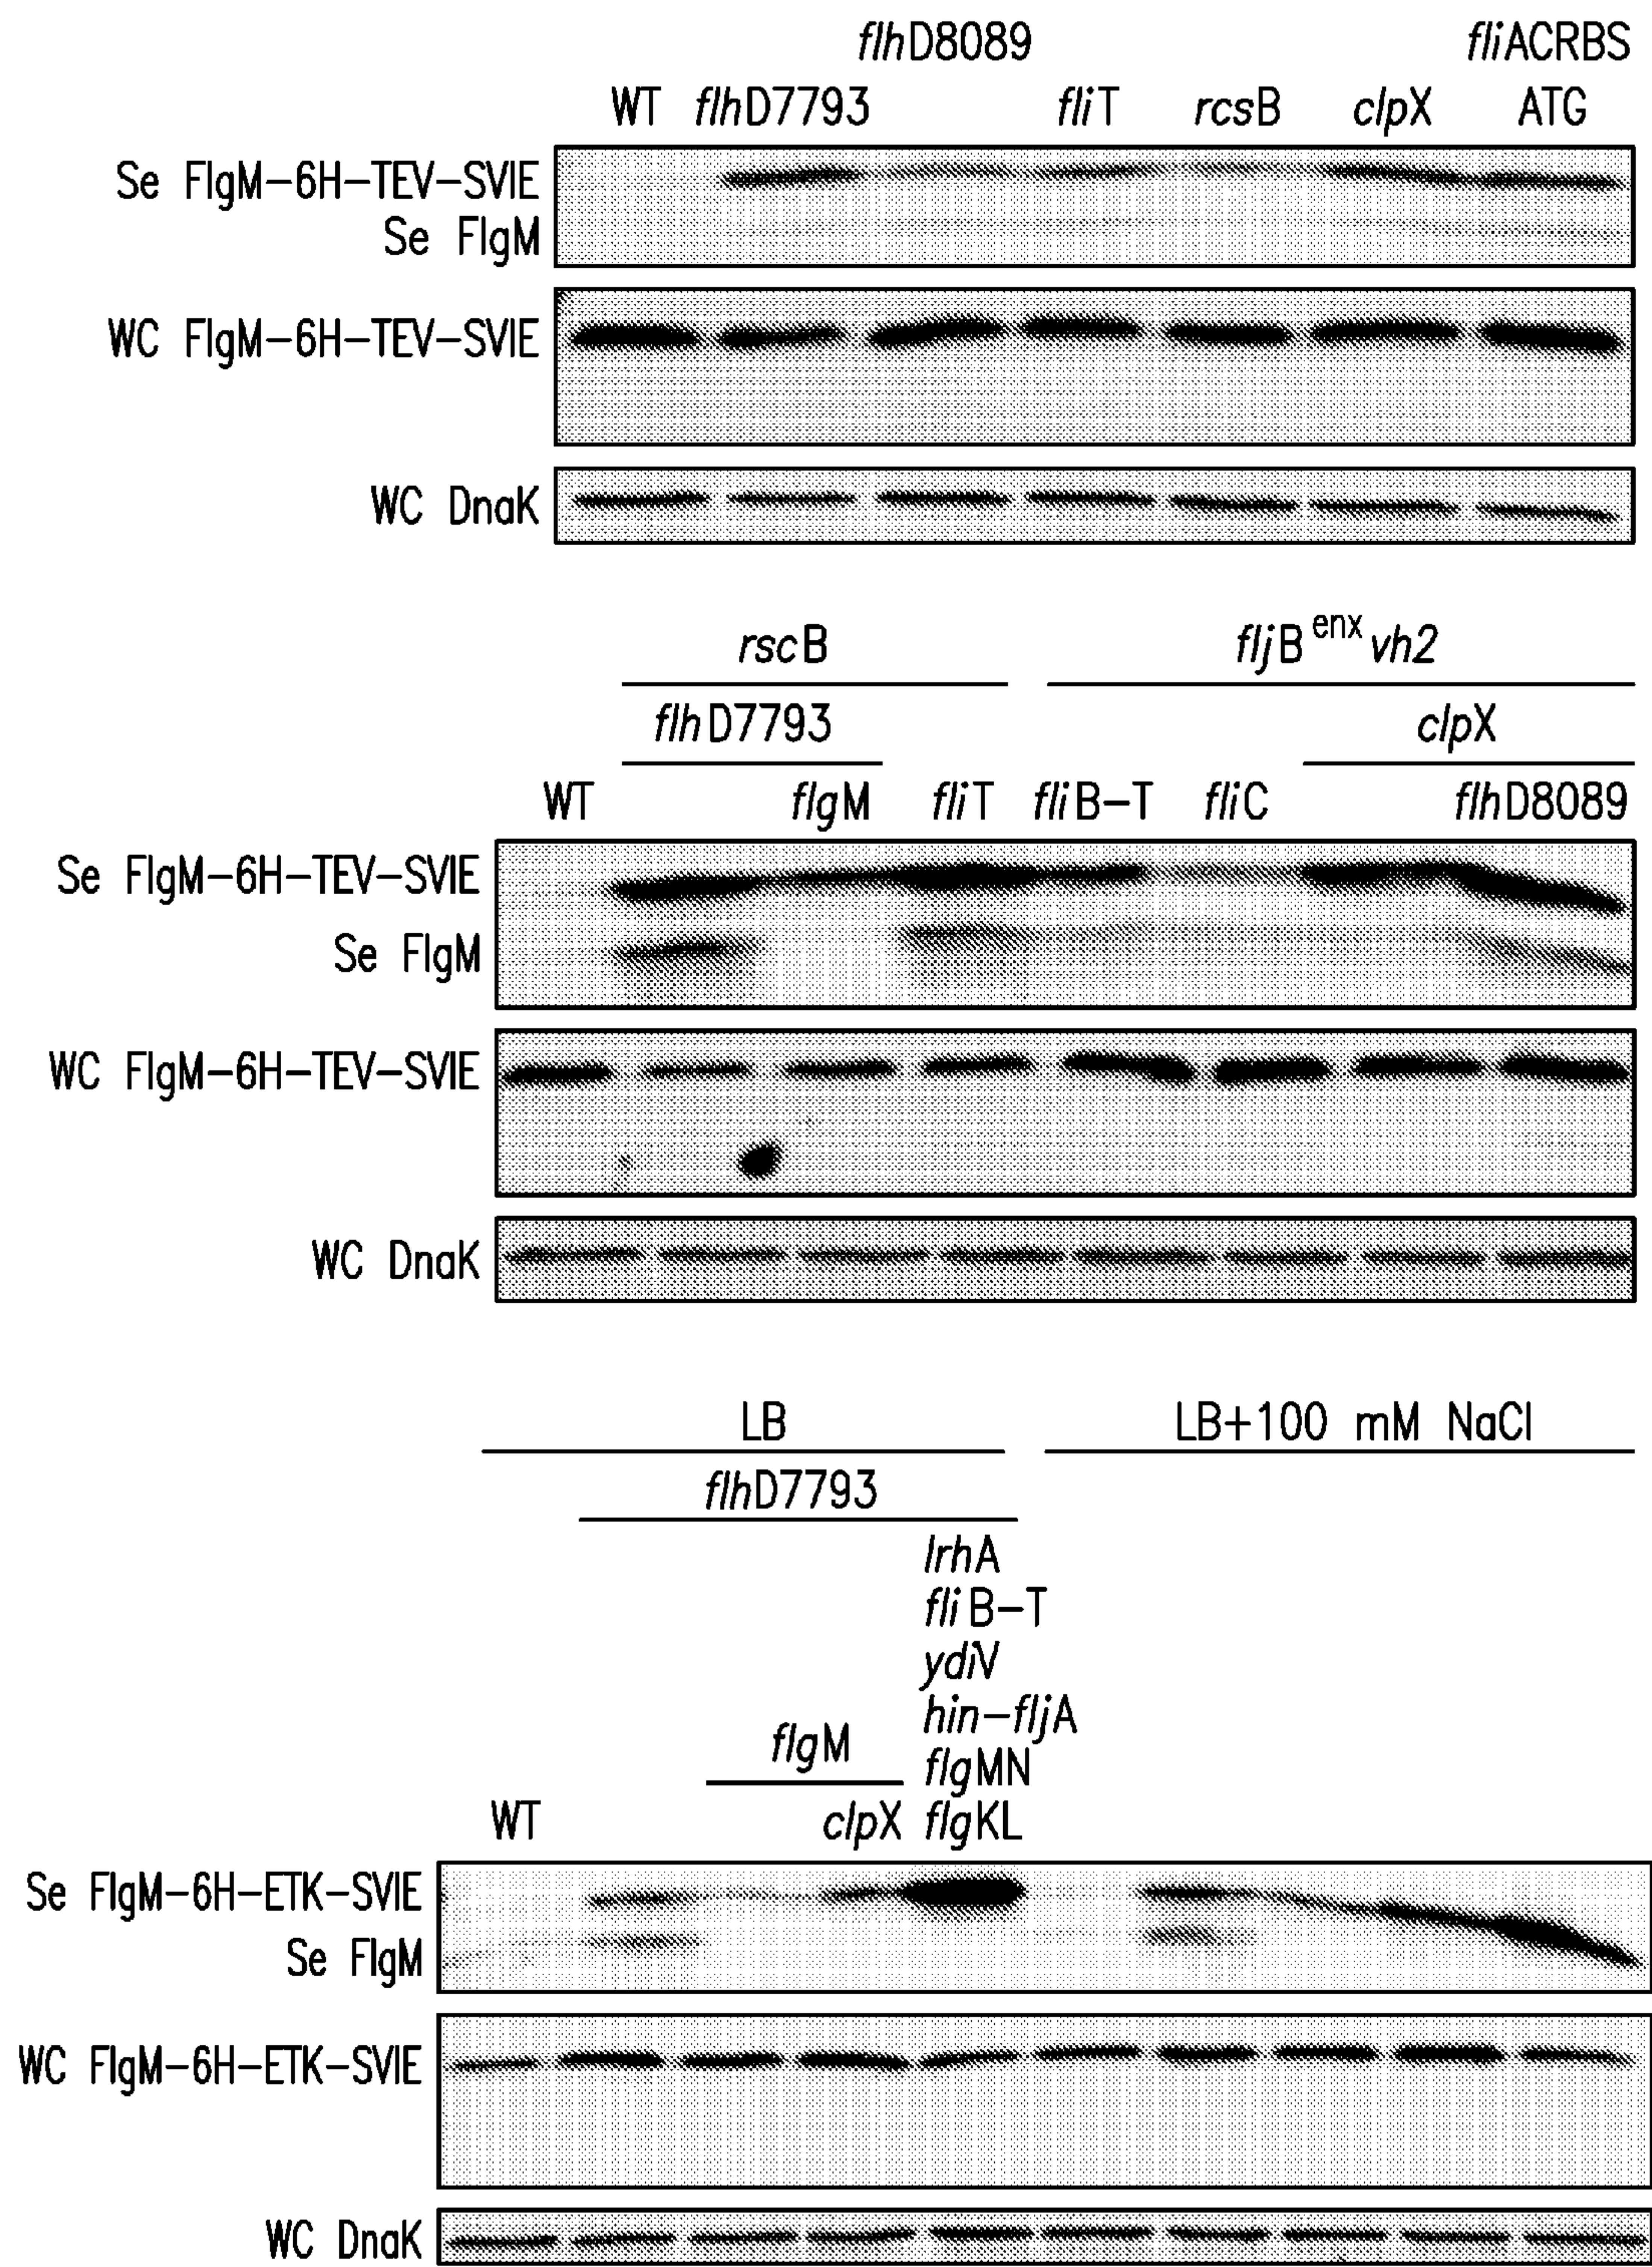 flhD8089 fliACRBS
WT flhD7793 fliT rcsB clpX ATG
Se FlgM-6H-TEV-SVIE
Se FlgM
WC FlgM-6H-TEV-SVIE
WC DnaK
rscB fljB enx vh2
flhD7793 clpX
WT flgM fliT fliB-T fliC flhD8089
Se FlgM-6H-TEV-SVIE
Se FlgM
WC FlgM-6H-TEV-SVIE
WC DnaK
LB LB+100 mM NaCl
flhD7793
lrhA
fliB-T
ydiV
hin-fljA
flgM flgMN
WT clpX flgKL
Se FlgM-6H-ETK-SVIE
Se FlgM
WC FlgM-6H-ETK-SVIE
WC DnaK